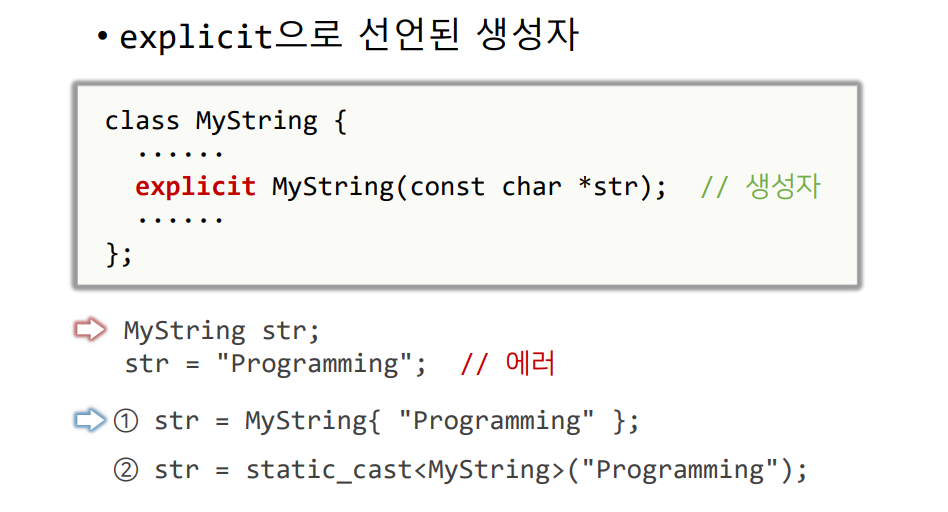 • explicit으로 선언된 생성자
class MyString {
······
explicit MyString(const char *str); // 생성자
······
};
MyString str;
str = "Programming"; // 에러
① str = MyString{ "Programming" };
② str = static_cast<MyString>("Programming");